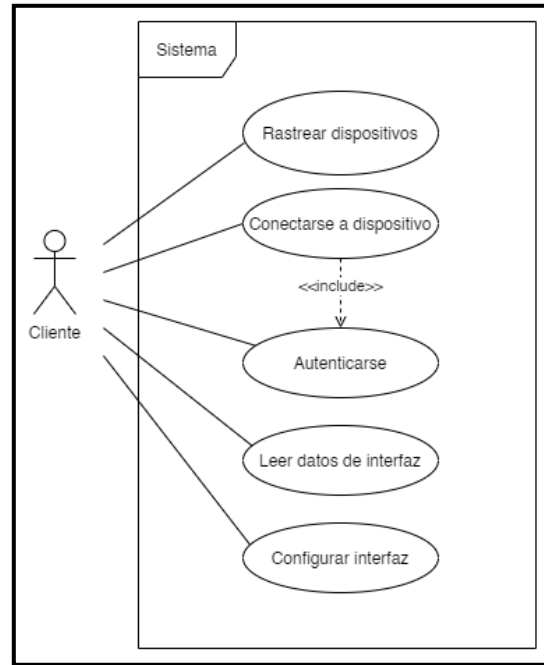 Sistema
Rastrear dispositivos
Conectarse a dispositivo
<<include>>
Cliente
Autenticarse
Leer datos de interfaz
Configurar interfaz